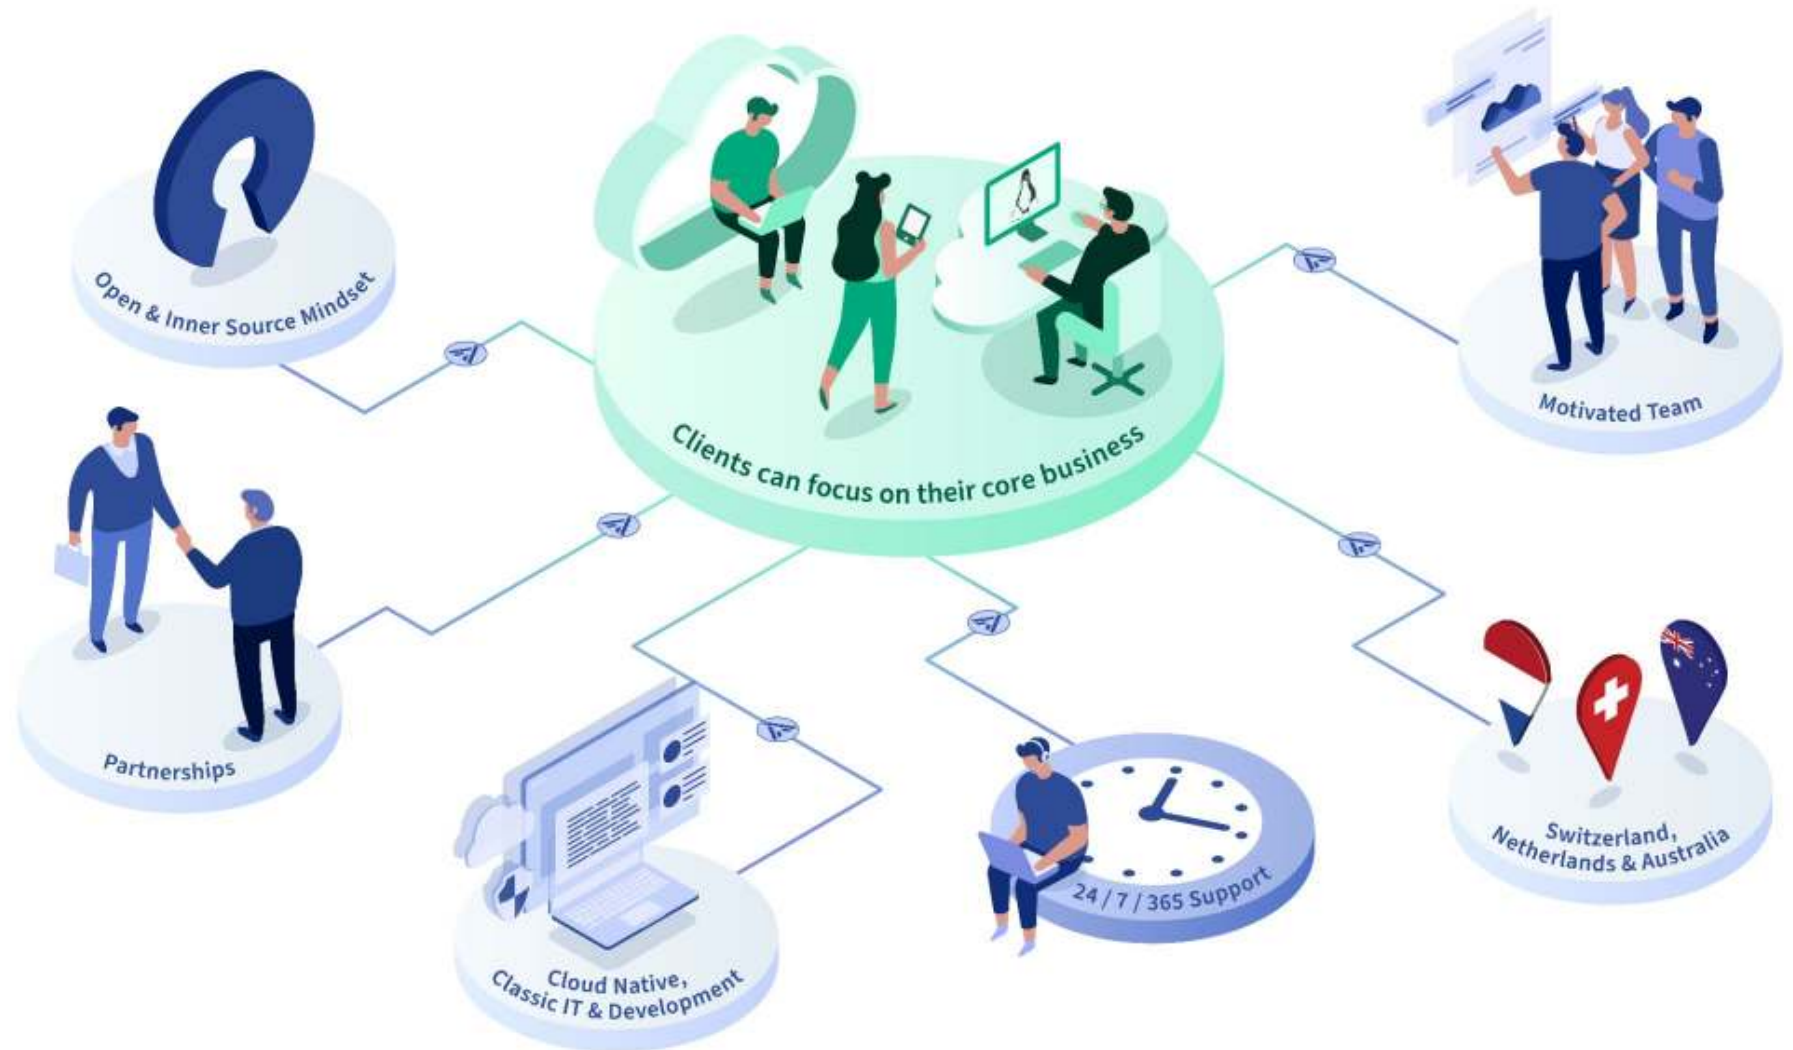 Open & Inner Source Mindset
Clients can focus on their core business
Motivated Team
Partnerships
Cloud Native,
Classic IT & Development
24 / 7 / 365 Support
Switzerland,
Netherlands & Australia